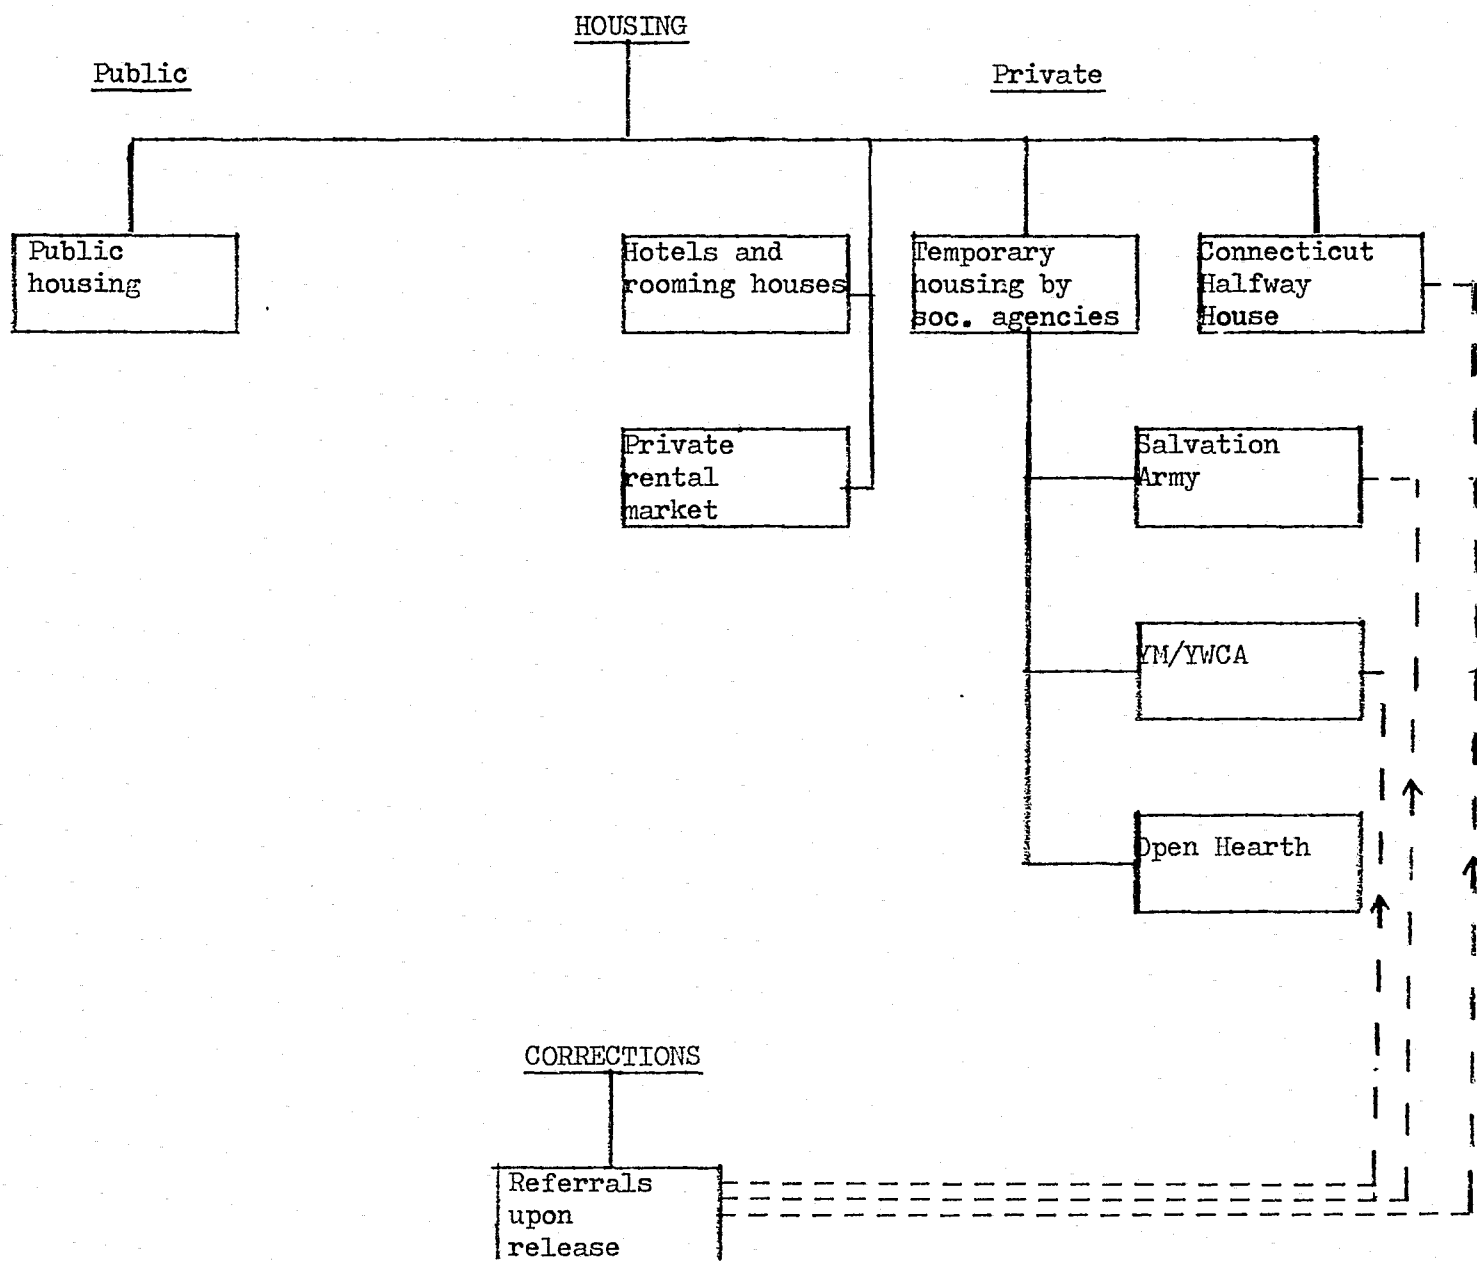 HOUSING
Public
Private
Public
housing
Hotels and
rooming houses
Temporary
housing by
soc. agencies
Connecticut
Halfway
House
Private
rental
market
Salvation
Army
YM/YWCA
Open Hearth
CORRECTIONS
Referrals
upon
release